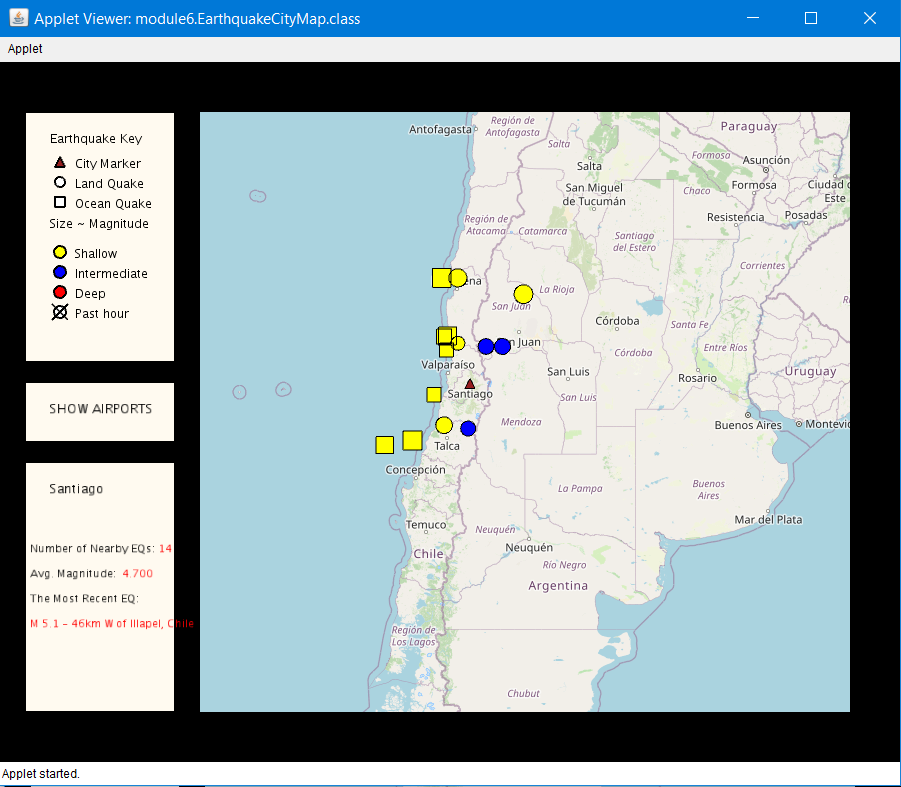 Applet Viewer: module6.EarthquakeCityMap.class
Applet
Earthquake Key
City Marker
Land Quake
Ocean Quake
Size ~ Magnitude
Shallow
Intermediate
Deep
Past hour
SHOW AIRPORTS
Santiago
Number of Nearby EQs: 14
Avg. Magnitude: 4.700
The Most Recent EQ:
M 5.1 - 46km W of Illapel, Chile
Antofagasta
Región de
Antofagasta
Paraguay
Salta
Formosa
Asunción
Salta
San Miguel
de Tucumán
Chaco
Formosa
Ciudad
Este
Región de
Atacama
Catamarca
Resistencia
Posadas
Santiago
del Estero
Corrientes
ena
La Rioja
San Juan
Córdoba
Santa Fe
n Juan
Entre Ríos
Córdoba
Valparaíso
San Luis
Rosario
Uruguay
Santiago
San Luis
Mendoza
Buenos Aires
Montevid
Talca
Concepción
La Pampa
Buenos
Aires
Mar del Plata
Temuco
Neuquén
Chile
Neuquén
Río Negro
Argentina
Región de
Los Lagos
Chubut
Applet started.